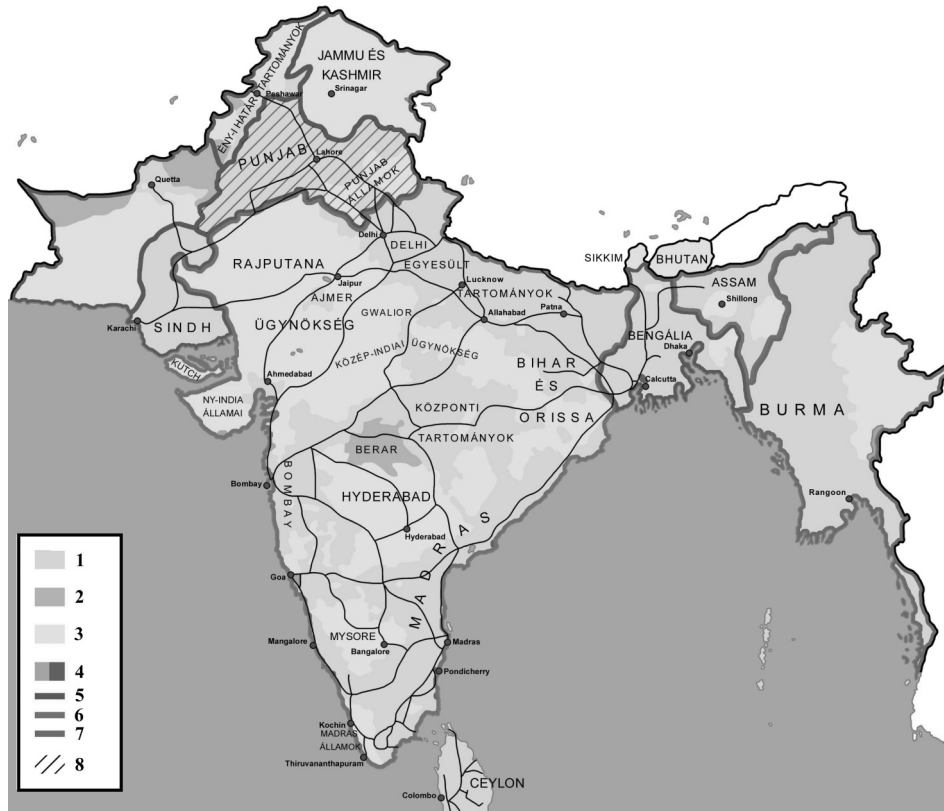 JAMMU ÉS
KASHMIR
Srinagar
ÉNY-I HATÁRTARTOMÁNYOK
Peshawar
PUNJAB
Lahore
PUNJAB
ÁLLAMOK
Quetta
Delhi
DELHI
RAJPUTANA
EGYESÜLT
SIKKIM
BHUTAN
Jaipur
Lucknow
TARTOMÁNYOK
ASSAM
Shillong
AJMER
GWALIOR
Allahabad
Patna
Karachi
SINDH
ÜGYNÖKSÉG
BENGÁLIA
Dhaka
KÖZÉP-INDIAI ÜGYNÖKSÉG
BIHAR
KUTCH
Ahmedabad
ÉS
Calcutta
NY-INDIA
ÁLLAMAI
KÖZPONTI
ORISSA
BURMA
TARTOMÁNYOK
BERAR
BOMBAY
Bombay
HYDERABAD
Rangoon
Hyderabad
MADRAS
Goa
MYSORE
Mangalore
Bangalore
Madras
Pondicherry
Kochin
MADRAS
ÁLLAMOK
Thiruvananthapuram
CEYLON
Colombo
1
2
3
4
5
6
7
8